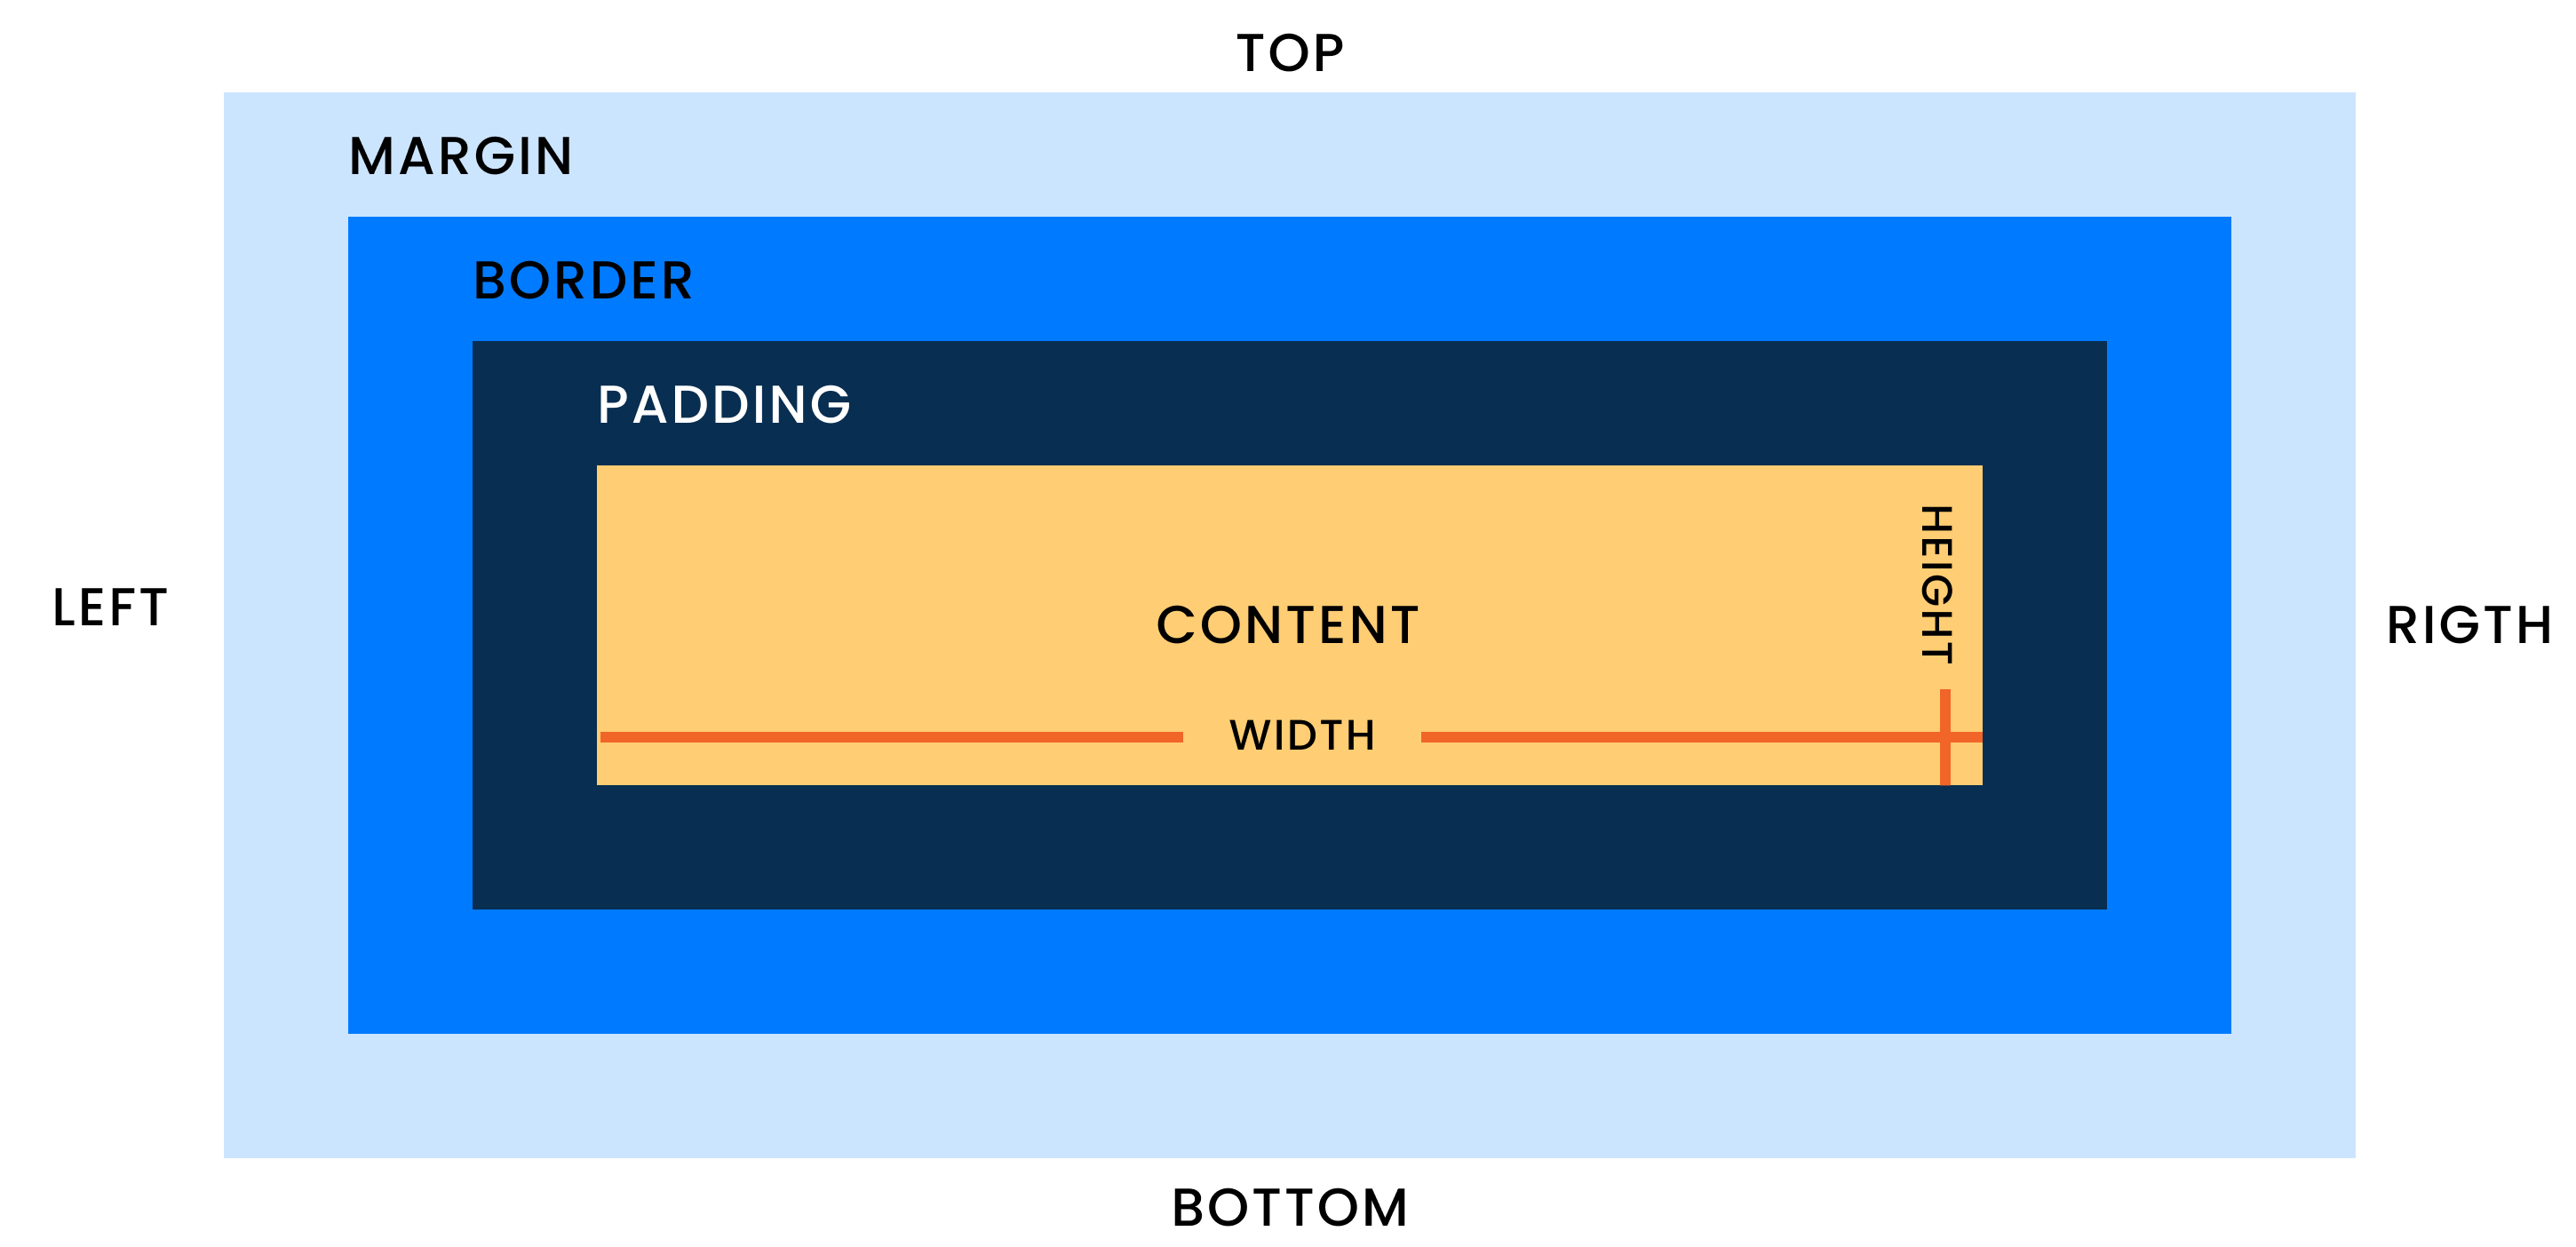 TOP
MARGIN
BORDER
PADDING
HEIGHT
LEFT
CONTENT
RIGTH
WIDTH
BOTTOM